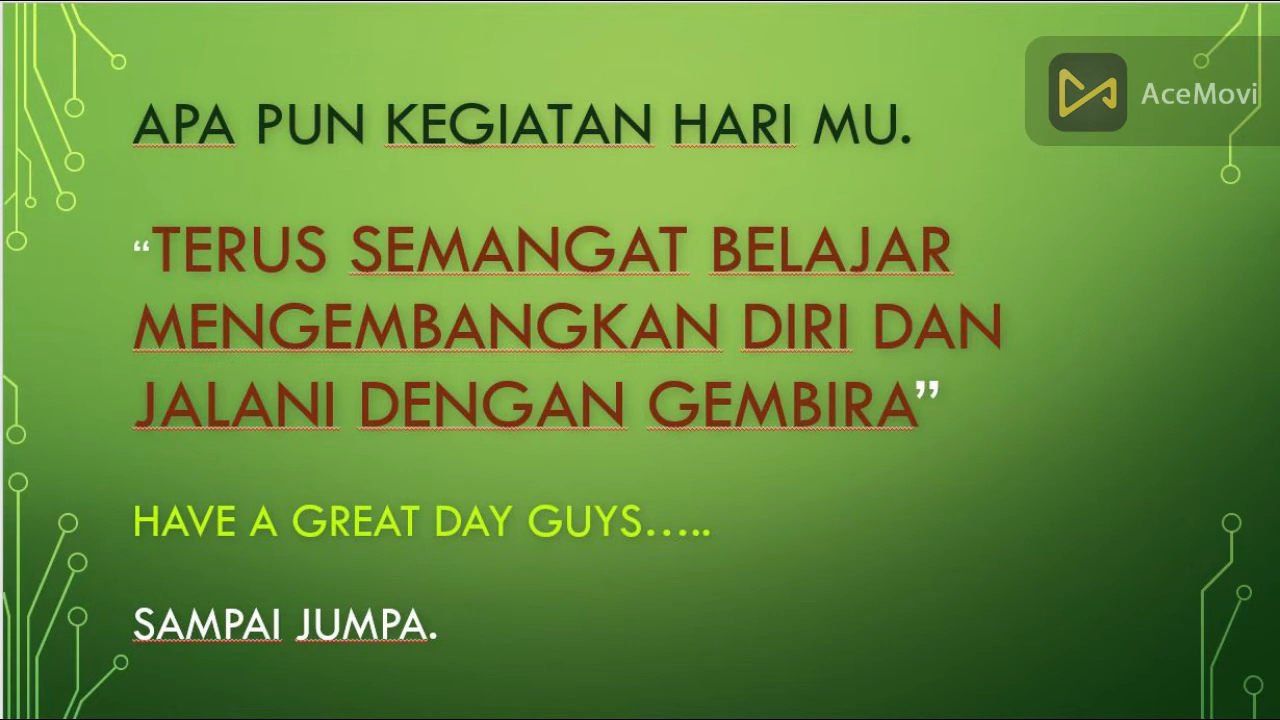 AceMovi
APA PUN KEGIATAN HARI MU.
“TERUS SEMANGAT BELAJAR
MENGEMBANGKAN DIRI DAN
JALANI DENGAN GEMBIRA”
HAVE A GREAT DAY GUYS…..
SAMPAI JUMPA.